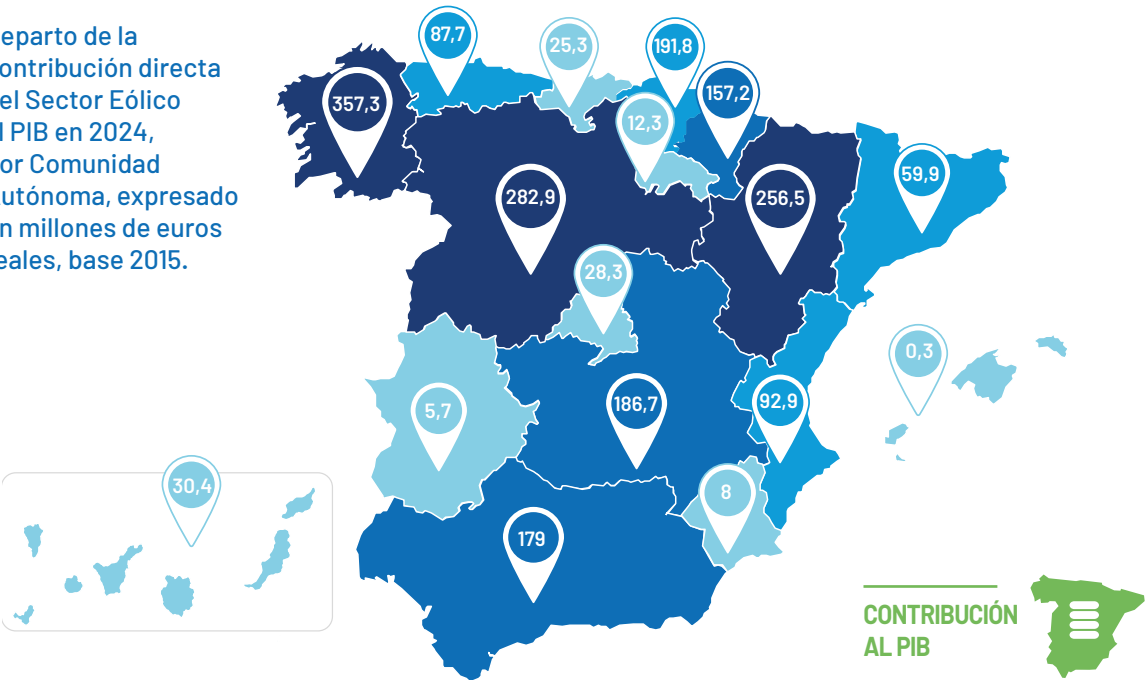 eparto de la
ontribución directa
el Sector Eólico
l PIB en 2024,
or Comunidad
utónoma, expresado
n millones de euros
eales, base 2015.
87,7
25,3
191,8
357,3
157,2
12,3
59,9
282,9
256,5
28,3
0,3
5,7
186,7
92,9
30,4
8
179
CONTRIBUCIÓN
AL PIB